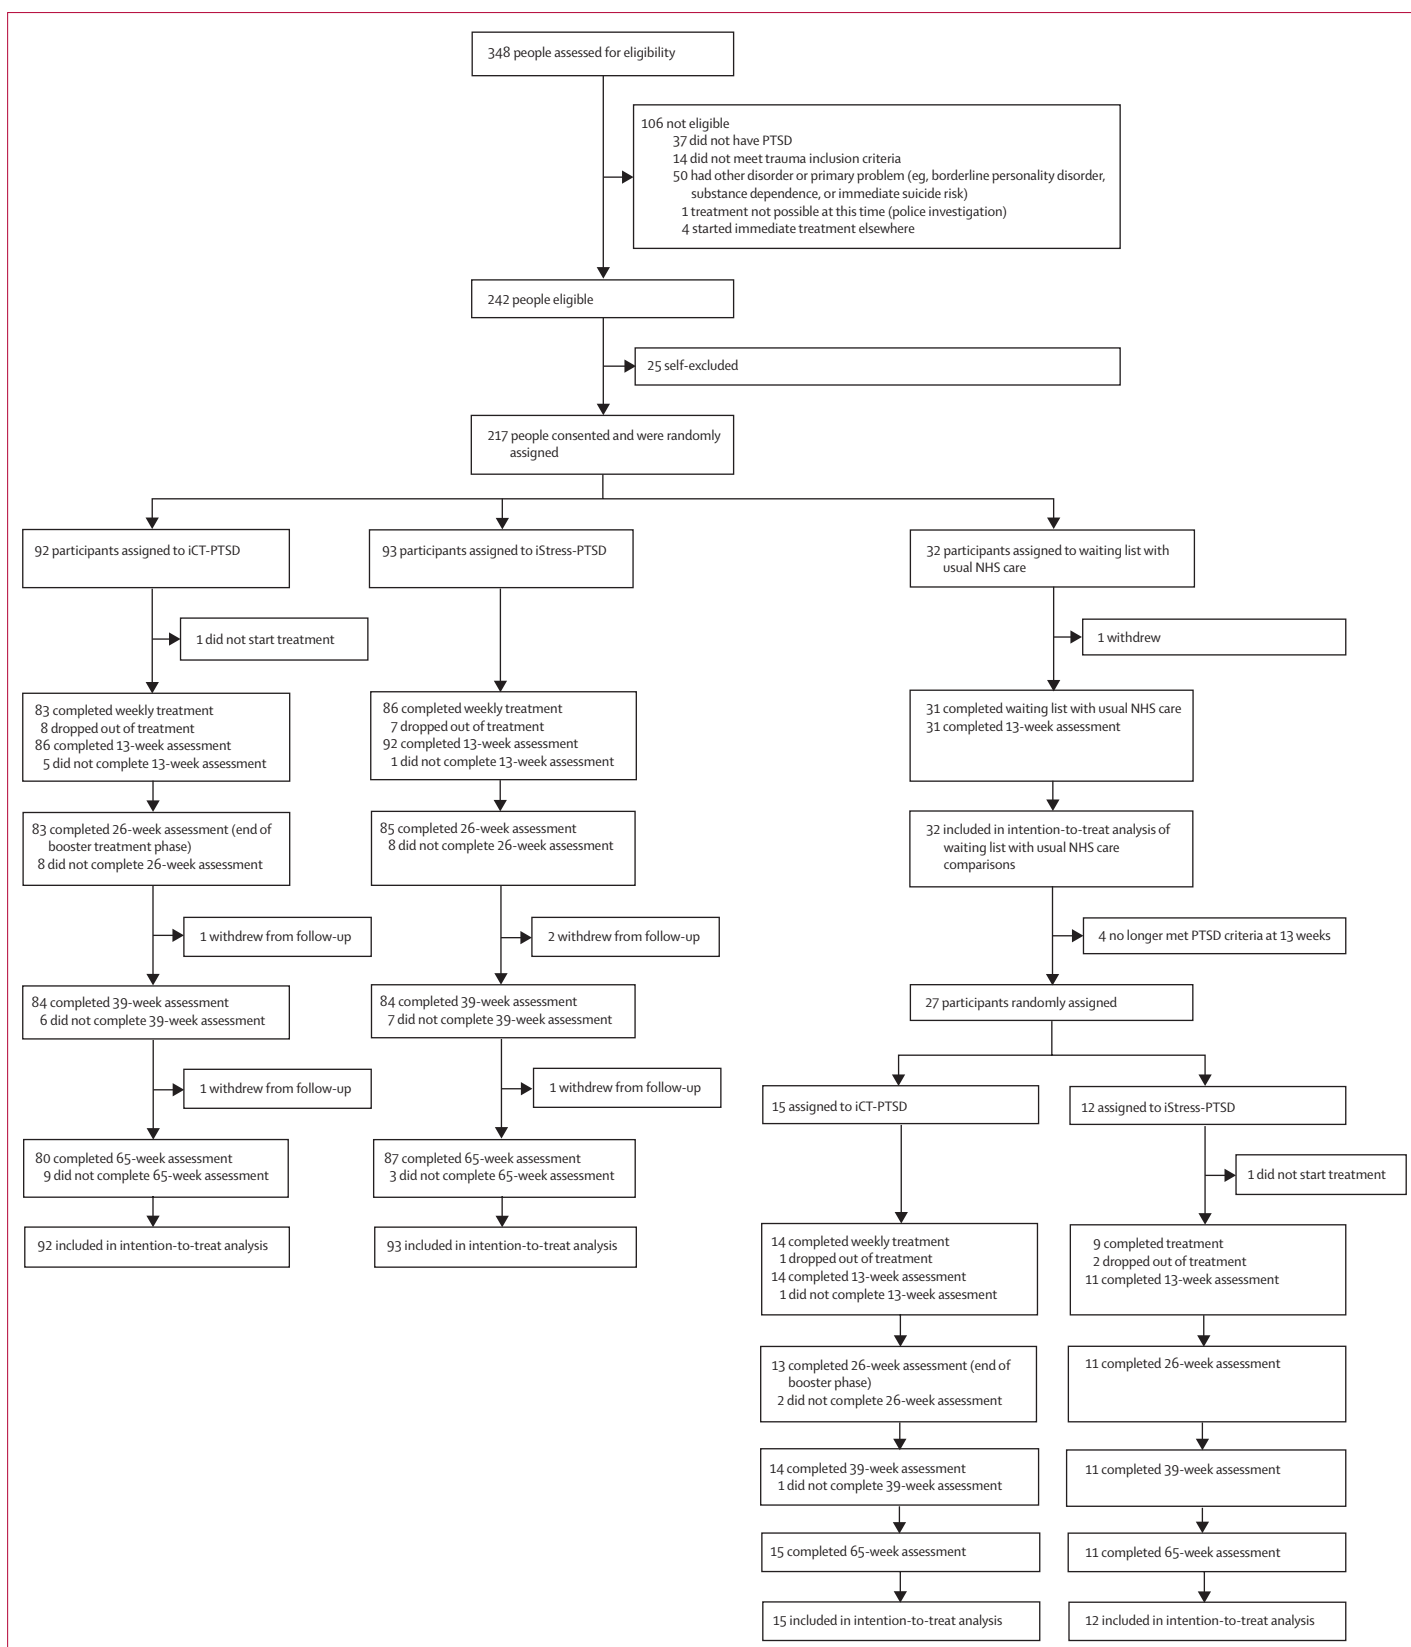 348 people assessed for eligibility
106 not eligible
37 did not have PTSD
14 did not meet trauma inclusion criteria
50 had other disorder or primary problem (eg, borderline personality disorder,
substance dependence, or immediate suicide risk)
1 treatment not possible at this time (police investigation)
4 started immediate treatment elsewhere
242 people eligible
25 self-excluded
217 people consented and were randomly
assigned
92 participants assigned to iCT-PTSD
1 did not start treatment
83 completed weekly treatment
8 dropped out of treatment
86 completed 13-week assessment
5 did not complete 13-week assessment
83 completed 26-week assessment (end of
booster treatment phase)
8 did not complete 26-week assessment
1 withdrew from follow-up
84 completed 39-week assessment
6 did not complete 39-week assessment
1 withdrew from follow-up
80 completed 65-week assessment
9 did not complete 65-week assessment
92 included in intention-to-treat analysis
93 participants assigned to iStress-PTSD
86 completed weekly treatment
7 dropped out of treatment
92 completed 13-week assessment
1 did not complete 13-week assessment
85 completed 26-week assessment
8 did not complete 26-week assessment
2 withdrew from follow-up
84 completed 39-week assessment
7 did not complete 39-week assessment
1 withdrew from follow-up
87 completed 65-week assessment
3 did not complete 65-week assessment
93 included in intention-to-treat analysis
32 participants assigned to waiting list with
usual NHS care
1 withdrew
31 completed waiting list with usual NHS care
31 completed 13-week assessment
32 included in intention-to-treat analysis of
waiting list with usual NHS care
comparisons
4 no longer met PTSD criteria at 13 weeks
27 participants randomly assigned
15 assigned to iCT-PTSD
14 completed weekly treatment
1 dropped out of treatment
14 completed 13-week assessment
1 did not complete 13-week assesment
13 completed 26-week assessment (end of
booster phase)
2 did not complete 26-week assessment
14 completed 39-week assessment
1 did not complete 39-week assessment
15 completed 65-week assessment
15 included in intention-to-treat analysis
12 assigned to iStress-PTSD
1 did not start treatment
9 completed treatment
2 dropped out of treatment
11 completed 13-week assessment
11 completed 26-week assessment
11 completed 39-week assessment
11 completed 65-week assessment
12 included in intention-to-treat analysis